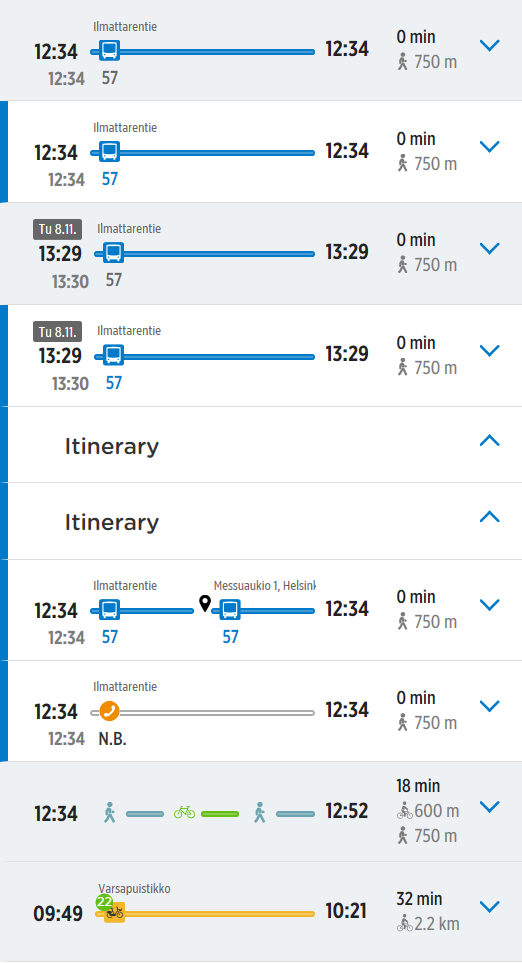 Ilmattarentie
12:34 12:34 0 min
12:34 57 750 m
Ilmattarentie
12:34 12:34 0 min
12:34 57 750 m
Tu 8.11. Ilmattarentie
13:29 13:29 0 min
13:30 57 750 m
Tu 8.11. Ilmattarentie
13:29 13:29 0 min
13:30 57 750 m
Itinerary
Itinerary
Ilmattarentie Messuaukio 1, Helsink
12:34 12:34 0 min
12:34 57 57 750 m
Ilmattarentie
12:34 12:34 0 min
12:34 N.B. 750 m
18 min
12:34 12:52 600 m
750 m
Varsapuistikko
22 32 min
09:49 10:21 2.2 km